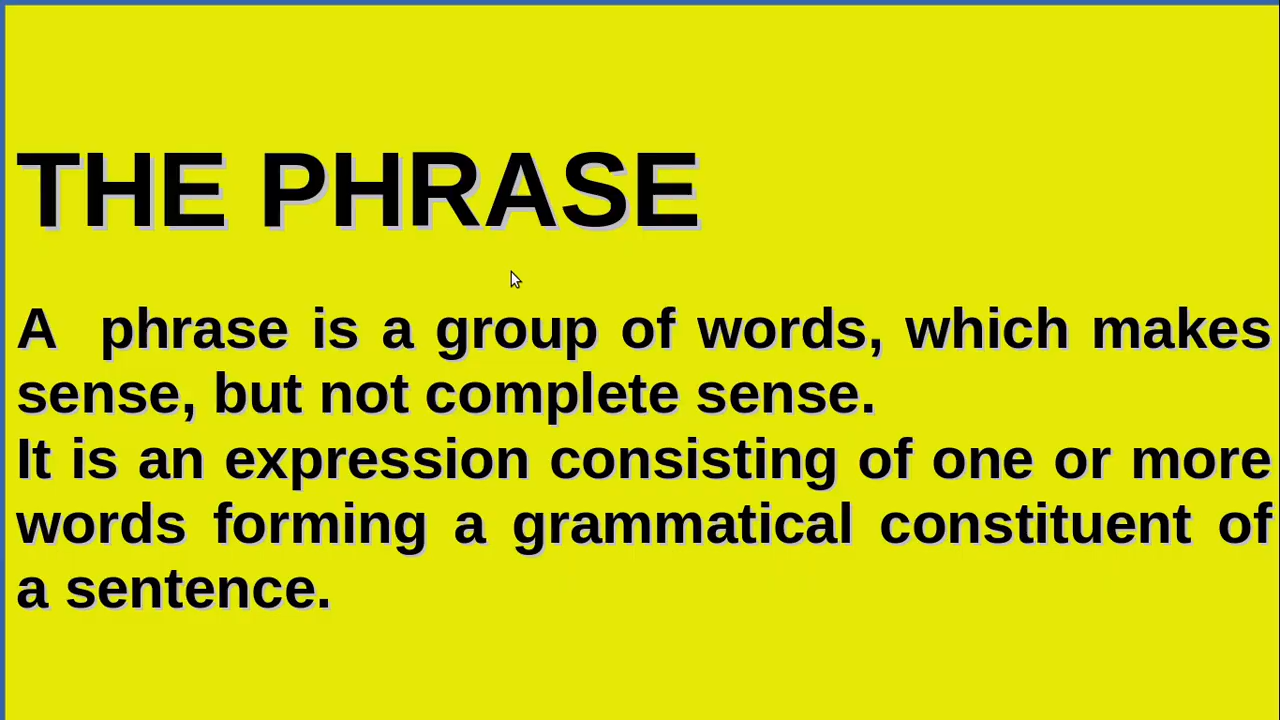 THE PHRASE
A phrase is a group of words, which makes
sense, but not complete sense.
It is an expression consisting of one or more
words forming a grammatical constituent of
a sentence.